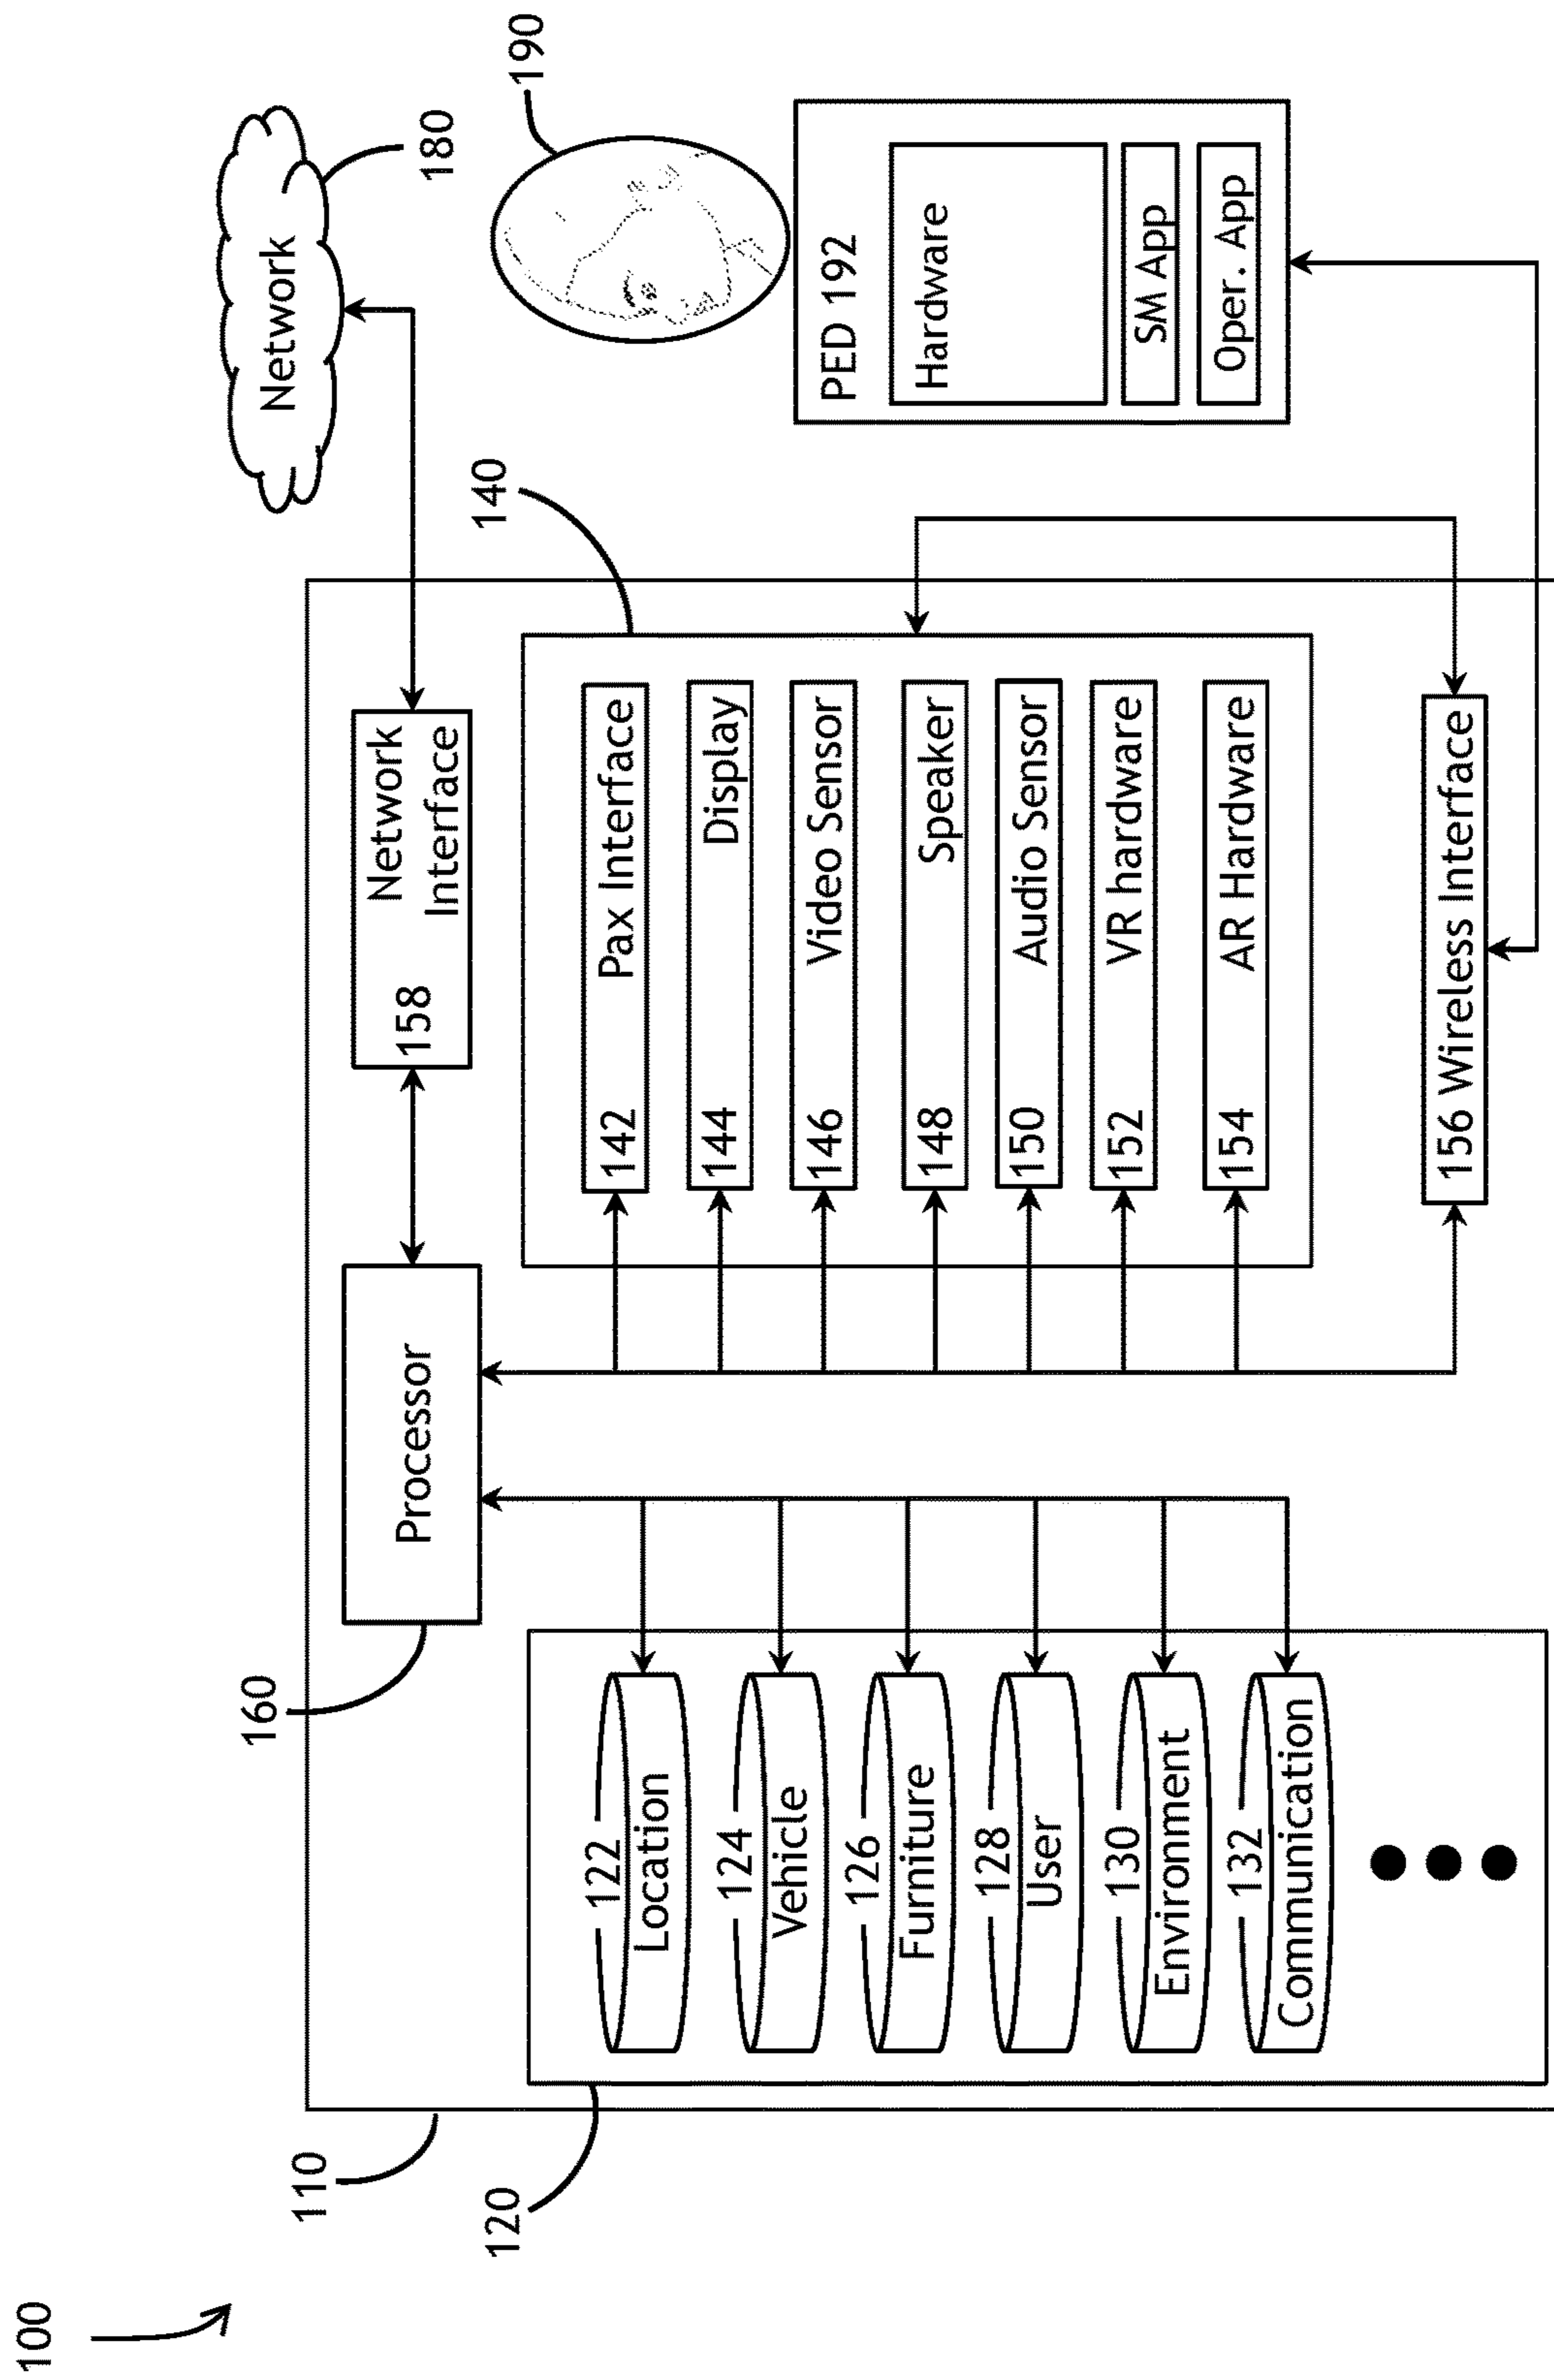 100
110
120
160
Processor
122
Location
124
Vehicle
126
Furniture
128
User
130
Environment
132
Communication
158
Network
Interface
140
142 Pax Interface
144 Display
146 Video Sensor
148 Speaker
150 Audio Sensor
152 VR hardware
154 AR Hardware
156 Wireless Interface
Network
180
190
PED 192
Hardware
SM App
Oper. App